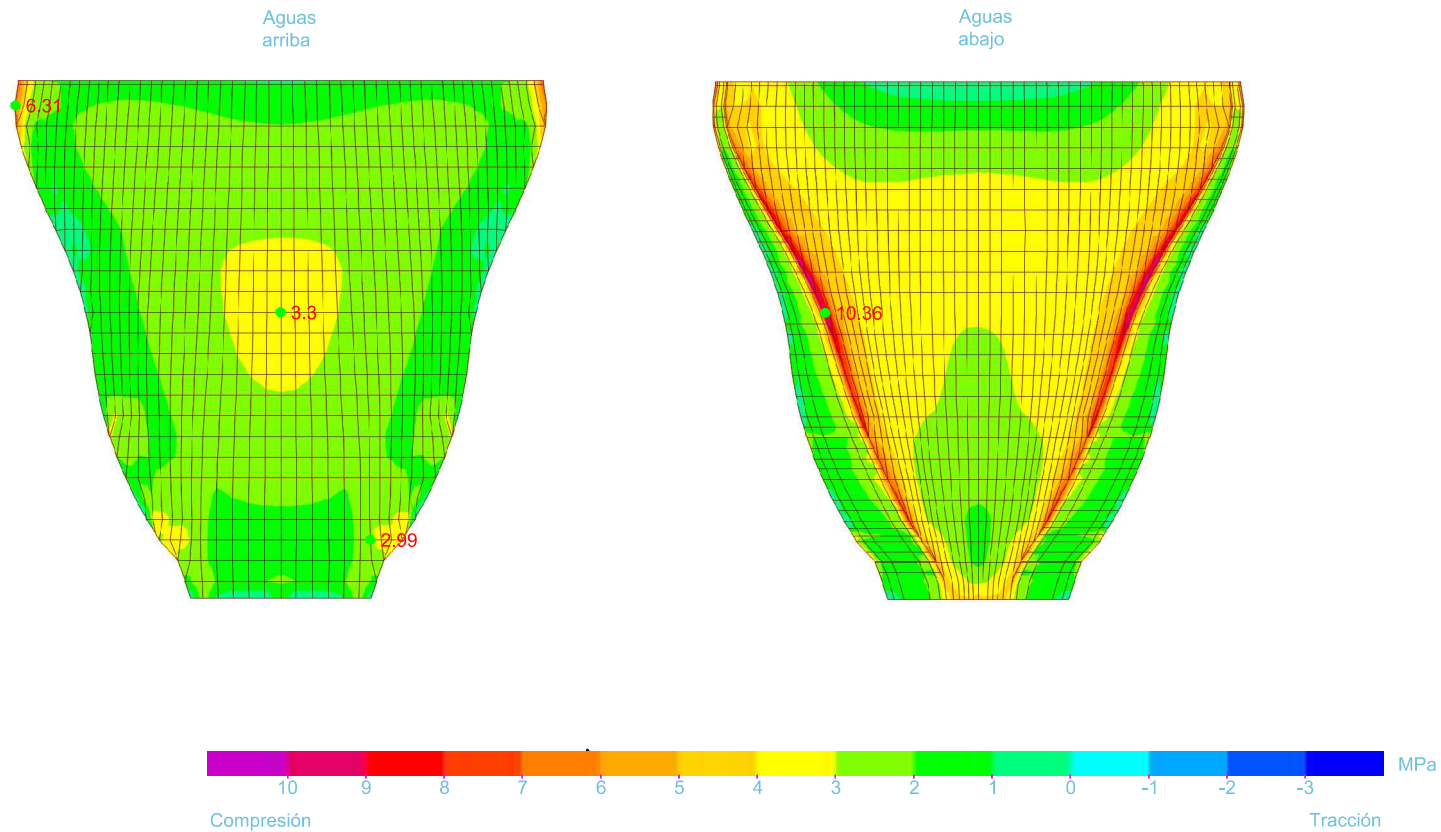 Aguas
arriba
Aguas
abajo
6.31
3.3
10.36
2.99
MPa
10 9 8 7 6 5 4 3 2 1 0 -1 -2 -3
Compresión Tracción